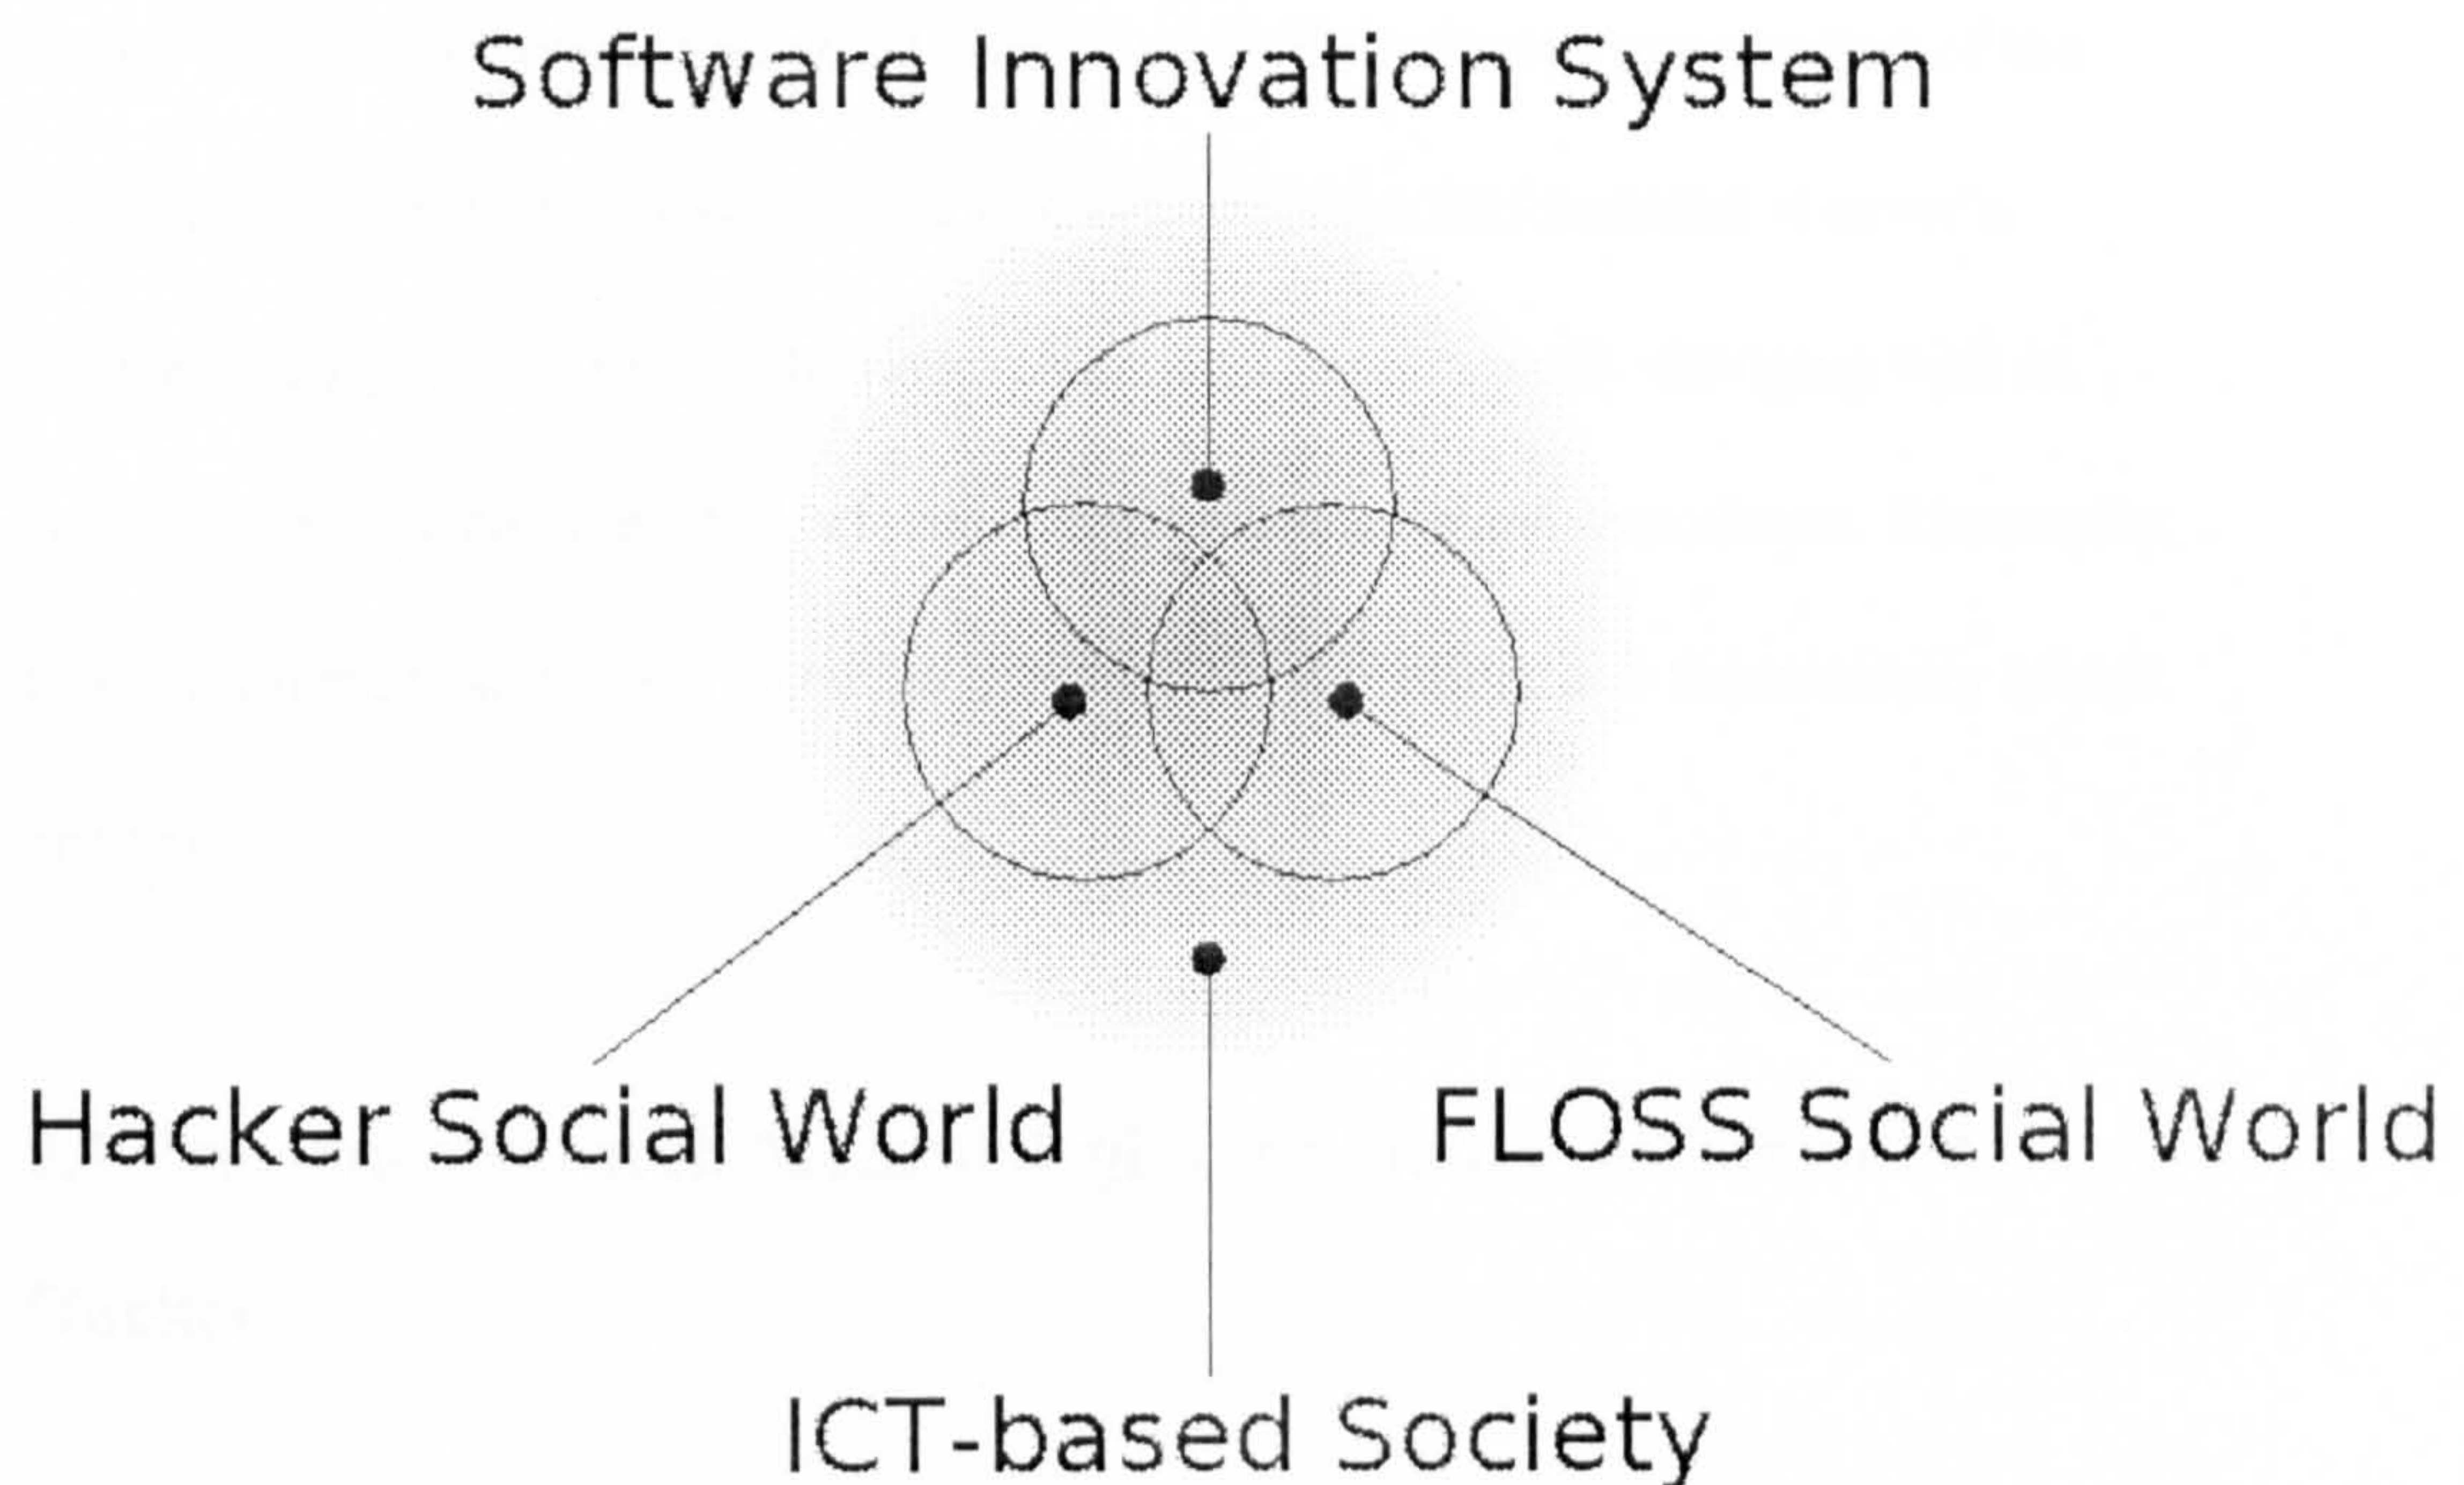 Software Innovation System
Hacker Social World
FLOSS Social World
ICT-based Society